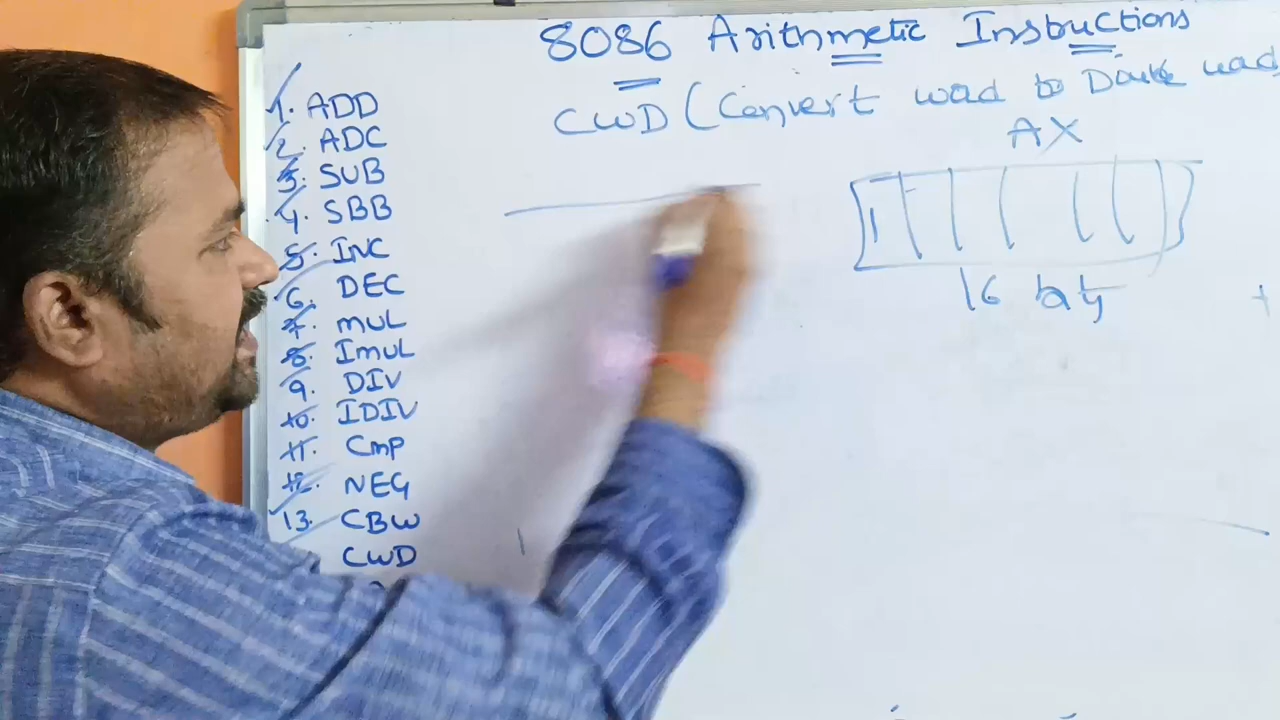 8086 Arithmetic Instructions
CWD (Convert word to Double word
AX
1
16 bits
1. ADD
2. ADC
3. SUB
4. SBB
5. INC
6. DEC
7. MUL
8. IMUL
9. DIV
10. IDIV
11. CMP
12. NEG
13. CBW
CWD